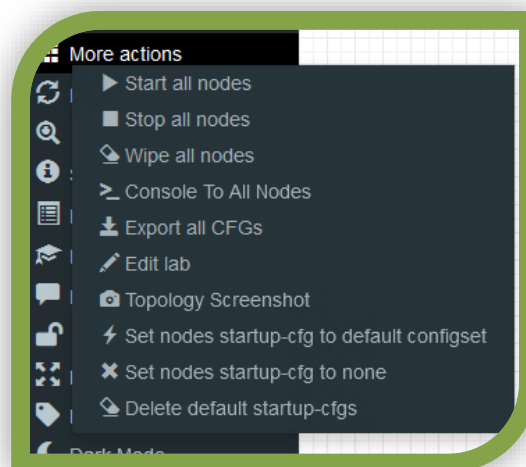 More actions
Start all nodes
Stop all nodes
Wipe all nodes
Console To All Nodes
Export all CFGs
Edit lab
Topology Screenshot
Set nodes startup-cfg to default configset
Set nodes startup-cfg to none
Delete default startup-cfgs
Dark Mode